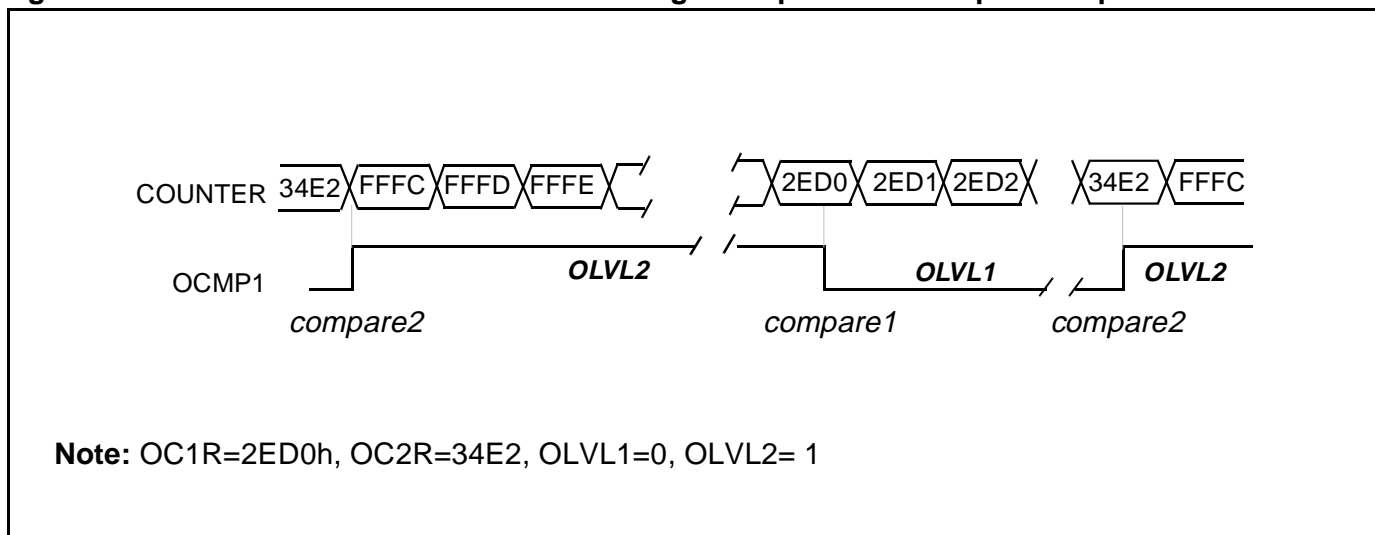 COUNTER 34E2 FFFC FFFD FFFE 2ED0 2ED1 2ED2 34E2 FFFC
OCMP1 OLVL2 OLVL1 OLVL2
compare2 compare1 compare2
Note: OC1R=2ED0h, OC2R=34E2, OLVL1=0, OLVL2= 1